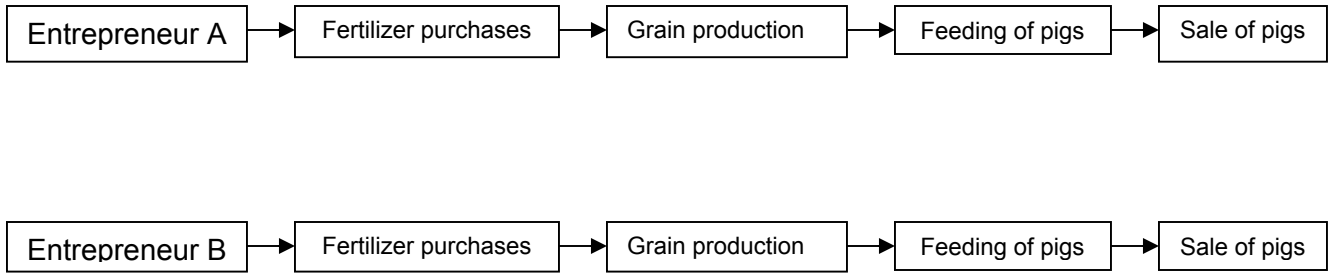 Entrepreneur A Fertilizer purchases Grain production Feeding of pigs Sale of pigs
Entrepreneur B Fertilizer purchases Grain production Feeding of pigs Sale of pigs